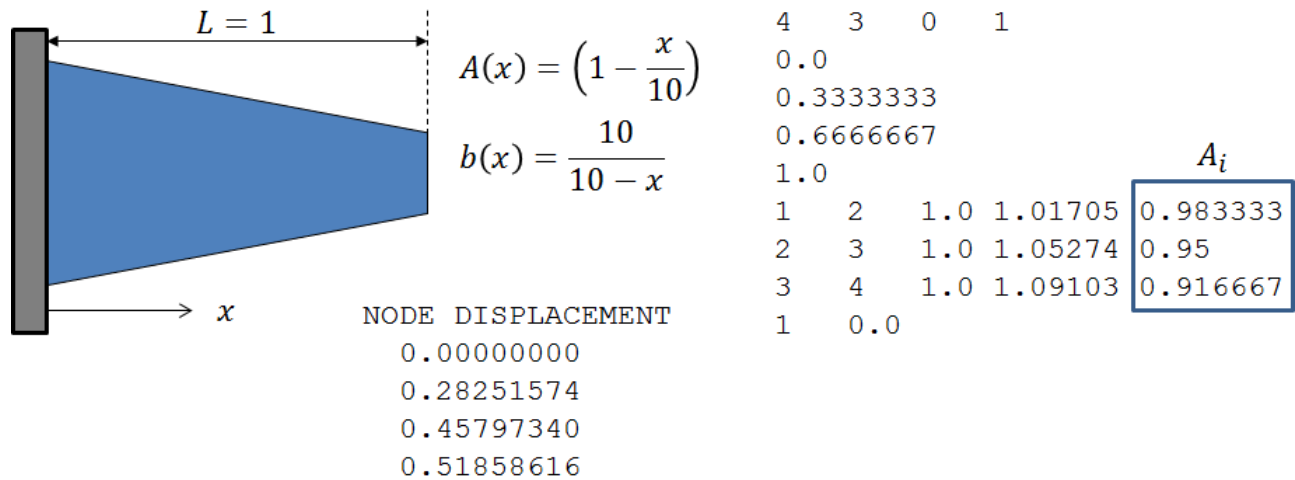 L = 1
A(x) = (1 − x/10)
b(x) = 10/(10 − x)
x
NODE DISPLACEMENT
0.00000000
0.28251574
0.45797340
0.51858616
4 3 0 1
0.0
0.3333333
0.6666667
1.0
A_i
1 2 1.0 1.01705 0.983333
2 3 1.0 1.05274 0.95
3 4 1.0 1.09103 0.916667
1 0.0